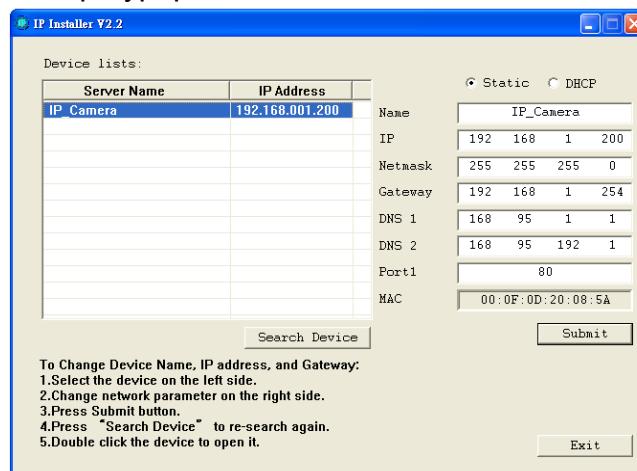 IP Installer V2.2
Device lists:
Server Name IP Address
IP_Camera 192.168.001.200
Static DHCP
Name IP_Camera
IP 192 168 1 200
Netmask 255 255 255 0
Gateway 192 168 1 254
DNS 1 168 95 1 1
DNS 2 168 95 192 1
Port1 80
MAC 00:0F:0D:20:08:5A
Search Device Submit
To Change Device Name, IP address, and Gateway:
1.Select the device on the left side.
2.Change network parameter on the right side.
3.Press Submit button.
4.Press “Search Device” to re-search again.
5.Double click the device to open it.
Exit